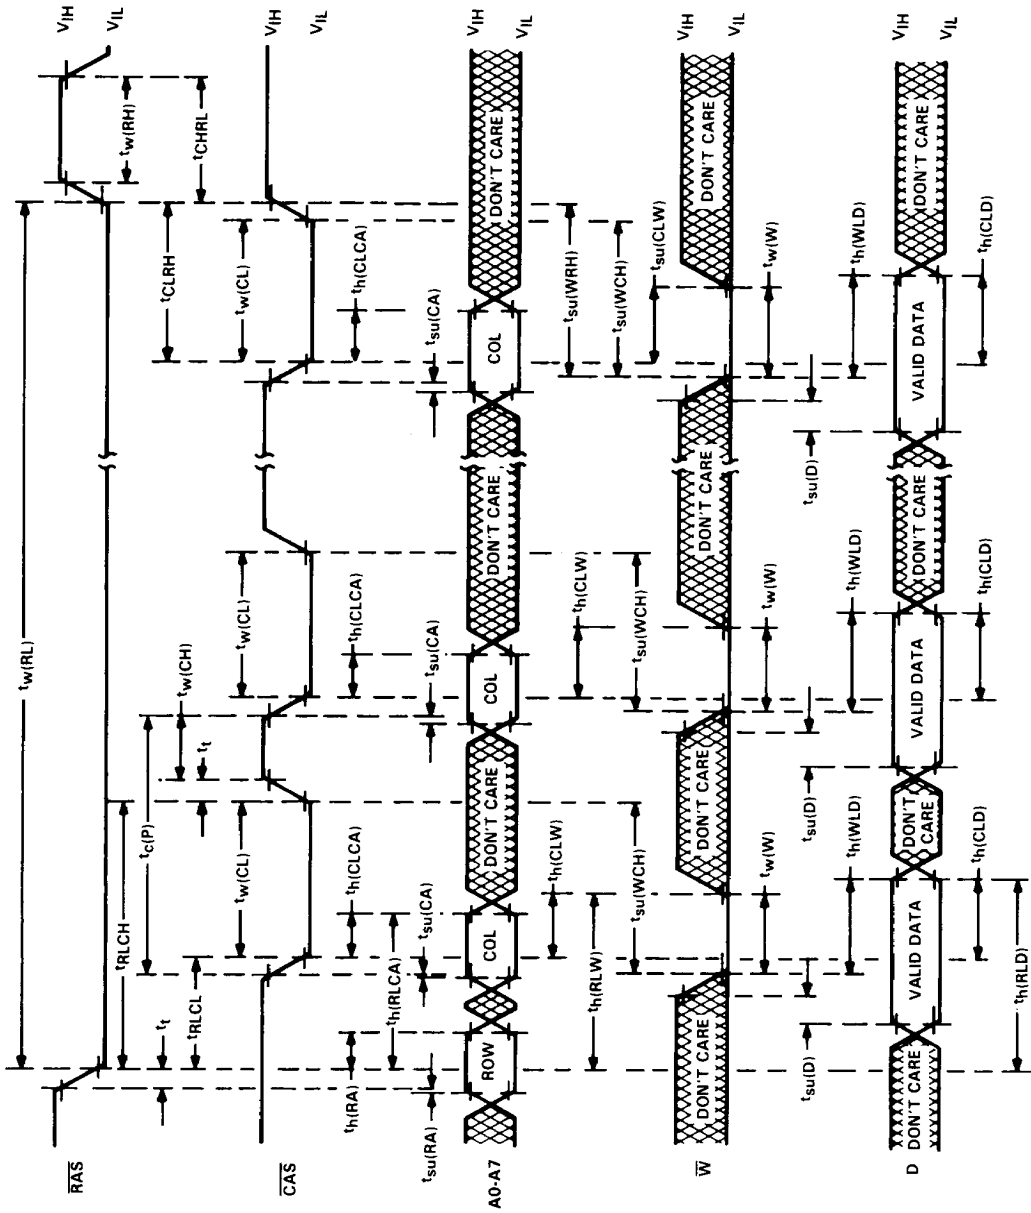 t_w(RL)
R̅A̅S̅
V_IH
V_IL
t_RLCH
t_w(RH)
t_t
t_c(P)
t_w(CH)
t_CLRH
t_RLCL
t_t
t_CHRL
C̅A̅S̅
V_IH
V_IL
t_w(CL)
t_w(CL)
t_w(CL)
t_h(RA)
t_h(CLCA)
t_h(CLCA)
t_h(CLCA)
t_h(RLCA)
t_su(RA)
t_su(CA)
t_su(CA)
t_su(CA)
A0-A7
ROW
COL
DON'T CARE
COL
DON'T CARE
COL
DON'T CARE
V_IH
V_IL
t_h(CLW)
t_h(CLW)
t_su(WRH)
t_h(RLW)
t_su(WCH)
t_su(WCH)
t_su(WCH)
t_su(CLW)
W̅
DON'T CARE
DON'T CARE
DON'T CARE
DON'T CARE
V_IH
V_IL
t_w(W)
t_w(W)
t_w(W)
t_su(D)
t_su(D)
t_su(D)
t_h(WLD)
t_h(WLD)
t_h(WLD)
D
DON'T CARE
VALID DATA
DON'T
CARE
VALID DATA
DON'T CARE
VALID DATA
DON'T CARE
V_IH
V_IL
t_h(CLD)
t_h(CLD)
t_h(CLD)
t_h(RLD)